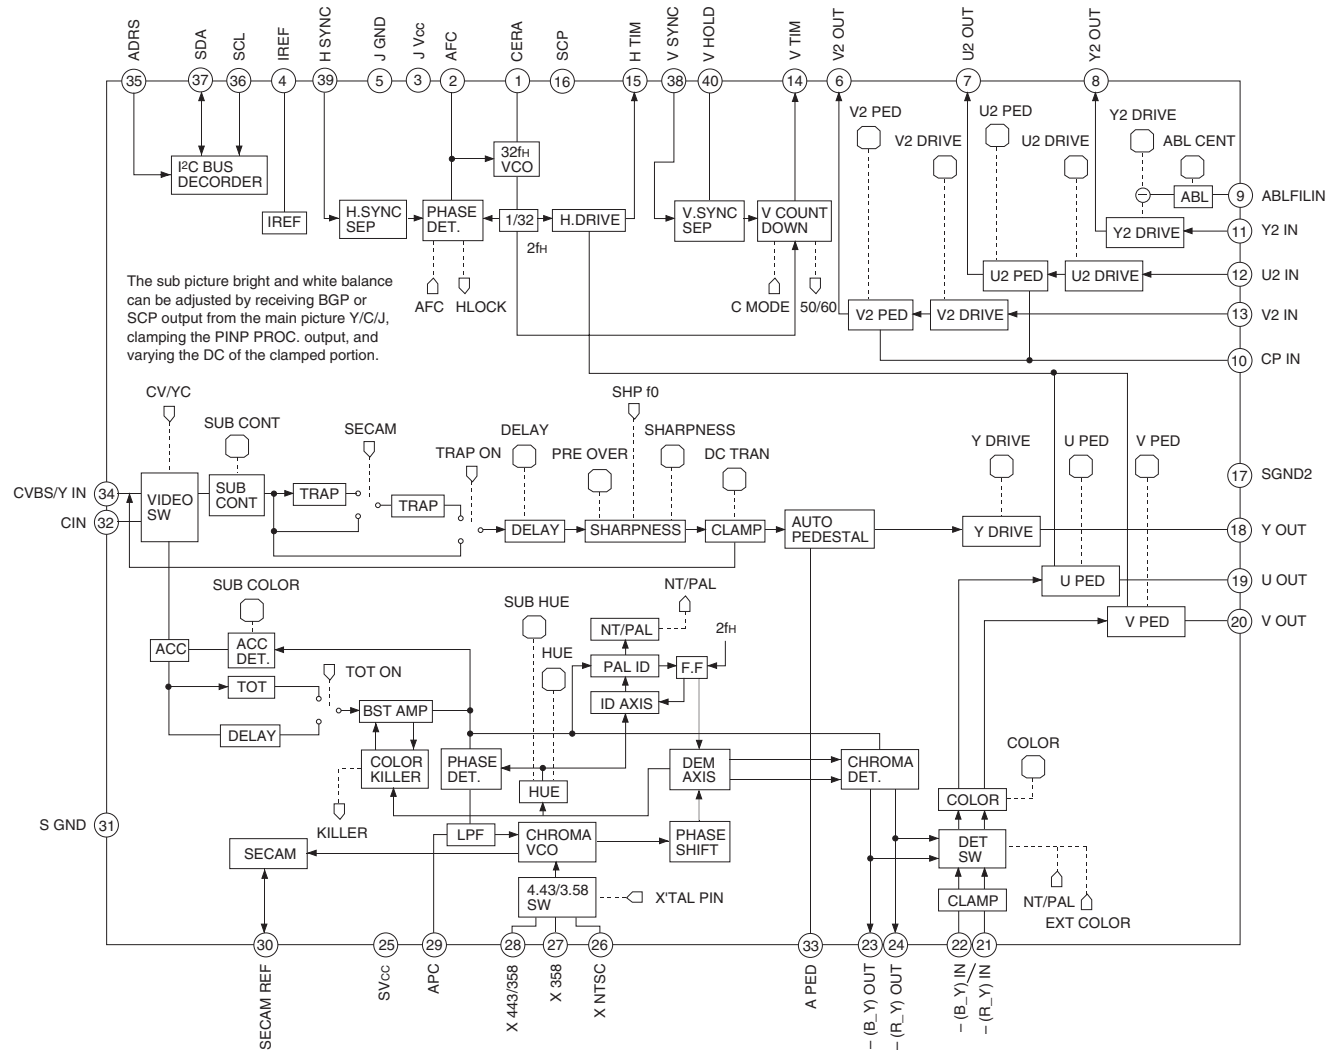 ADRS
SDA
SCL
IREF
H SYNC
J GND
J Vcc
AFC
CERA
SCP
H TIM
V SYNC
V HOLD
V TIM
V2 OUT
U2 OUT
Y2 OUT
35
37
36
4
39
5
3
2
1
16
15
38
40
14
6
7
8
V2 PED
U2 PED
Y2 DRIVE
V2 DRIVE
U2 DRIVE
ABL CENT
I²C BUS
DECORDER
32fH
VCO
ABL
9
ABLFILIN
IREF
H.SYNC
SEP
PHASE
DET.
1/32
H.DRIVE
2fH
V.SYNC
SEP
V COUNT
DOWN
Y2 DRIVE
11
Y2 IN
U2 PED
U2 DRIVE
12
U2 IN
AFC
HLOCK
C MODE
50/60
V2 PED
V2 DRIVE
13
V2 IN
The sub picture bright and white balance
can be adjusted by receiving BGP or
SCP output from the main picture Y/C/J,
clamping the PINP PROC. output, and
varying the DC of the clamped portion.
10
CP IN
CV/YC
SUB CONT
SECAM
TRAP ON
DELAY
PRE OVER
SHP f0
SHARPNESS
DC TRAN
Y DRIVE
U PED
V PED
17
SGND2
CVBS/Y IN
34
CIN
32
VIDEO
SW
SUB
CONT
TRAP
TRAP
DELAY
SHARPNESS
CLAMP
AUTO
PEDESTAL
Y DRIVE
18
Y OUT
U PED
19
U OUT
V PED
20
V OUT
SUB COLOR
SUB HUE
HUE
NT/PAL
NT/PAL
2fH
ACC
ACC
DET.
PAL ID
F.F
TOT
TOT ON
ID AXIS
BST AMP
DELAY
COLOR
KILLER
PHASE
DET.
HUE
DEM
AXIS
CHROMA
DET.
COLOR
COLOR
S GND
31
KILLER
LPF
CHROMA
VCO
PHASE
SHIFT
DET
SW
SECAM
4.43/3.58
SW
X'TAL PIN
CLAMP
NT/PAL
EXT COLOR
30
25
29
28
27
26
33
23
24
22
21
SECAM REF
SVcc
APC
X 443/358
X 358
X NTSC
A PED
– (B_Y) OUT
– (R_Y) OUT
– (B_Y) IN
– (R_Y) IN